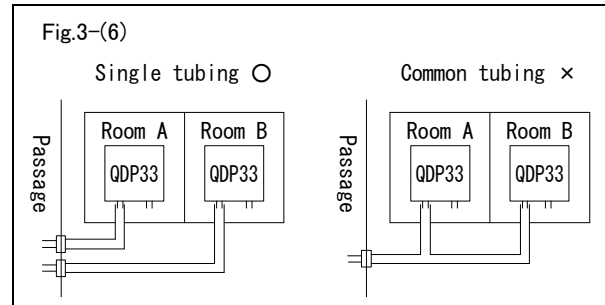 Fig.3-(6)
Single tubing ○
Room A
Room B
QDP33
QDP33
Passage
Common tubing ×
Room A
Room B
QDP33
QDP33
Passage